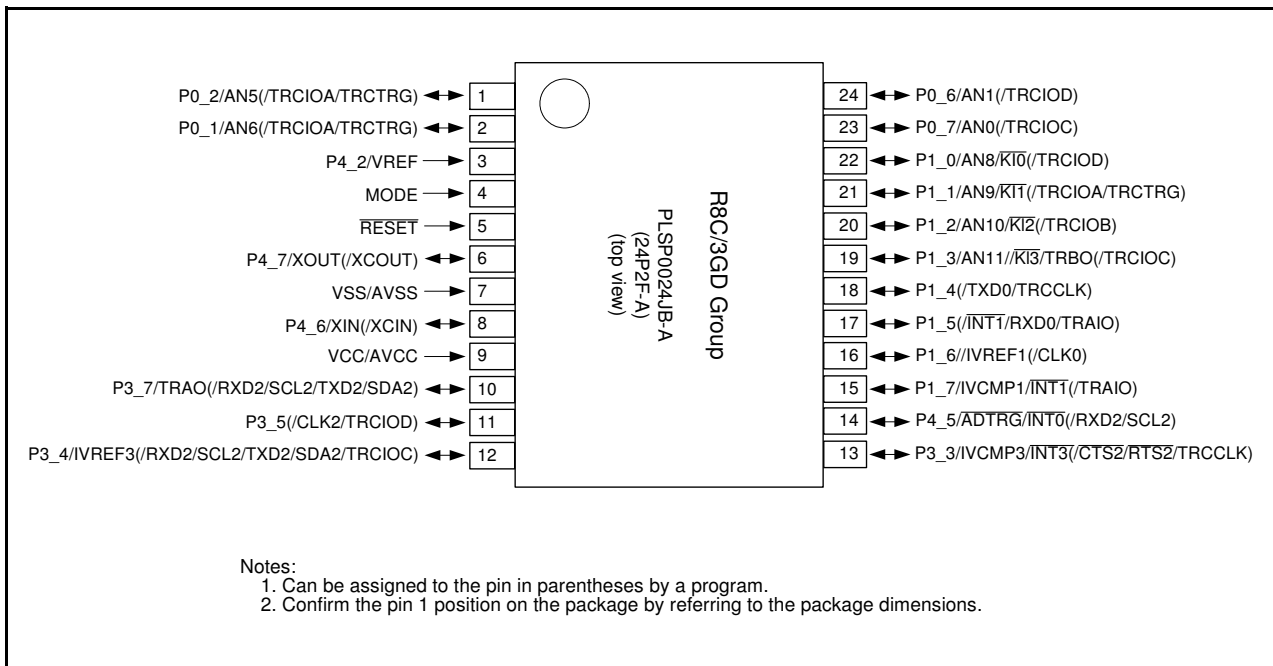 P0_2/AN5(/TRCIOA/TRCTRG) 1
P0_1/AN6(/TRCIOA/TRCTRG) 2
P4_2/VREF 3
MODE 4
RESET 5
P4_7/XOUT(/XCOUT) 6
VSS/AVSS 7
P4_6/XIN(/XCIN) 8
VCC/AVCC 9
P3_7/TRAO(/RXD2/SCL2/TXD2/SDA2) 10
P3_5(/CLK2/TRCIOD) 11
P3_4/IVREF3(/RXD2/SCL2/TXD2/SDA2/TRCIOC) 12
R8C/3GD Group
PLSP0024JB-A
(24P2F-A)
(top view)
24 P0_6/AN1(/TRCIOD)
23 P0_7/AN0(/TRCIOC)
22 P1_0/AN8/KI0(/TRCIOD)
21 P1_1/AN9/KI1(/TRCIOA/TRCTRG)
20 P1_2/AN10/KI2(/TRCIOB)
19 P1_3/AN11//KI3/TRBO(/TRCIOC)
18 P1_4(/TXD0/TRCCLK)
17 P1_5(/INT1/RXD0/TRAIO)
16 P1_6//IVREF1(/CLK0)
15 P1_7/IVCMP1/INT1(/TRAIO)
14 P4_5/ADTRG/INT0(/RXD2/SCL2)
13 P3_3/IVCMP3/INT3(/CTS2/RTS2/TRCCLK)
Notes:
1. Can be assigned to the pin in parentheses by a program.
2. Confirm the pin 1 position on the package by referring to the package dimensions.